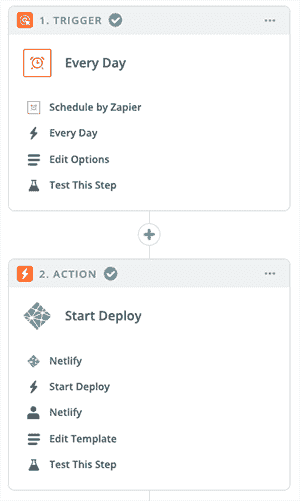 1. TRIGGER
Every Day
Schedule by Zapier
Every Day
Edit Options
Test This Step
2. ACTION
Start Deploy
Netlify
Start Deploy
Netlify
Edit Template
Test This Step